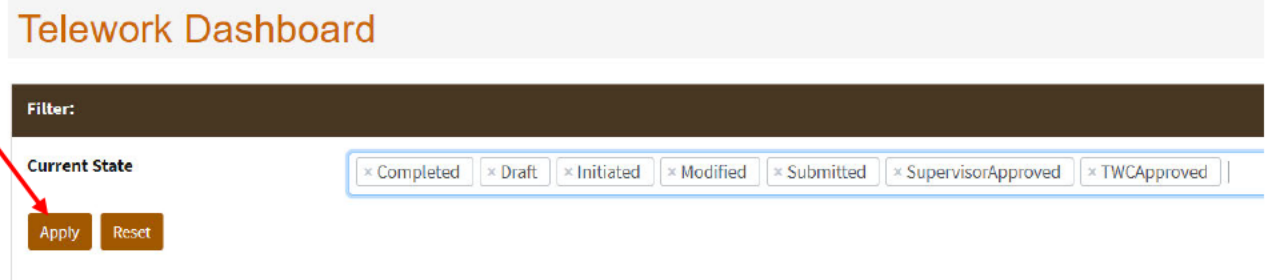 Telework Dashboard
Filter:
Current State × Completed × Draft × Initiated × Modified × Submitted × SupervisorApproved × TWCApproved
Apply Reset